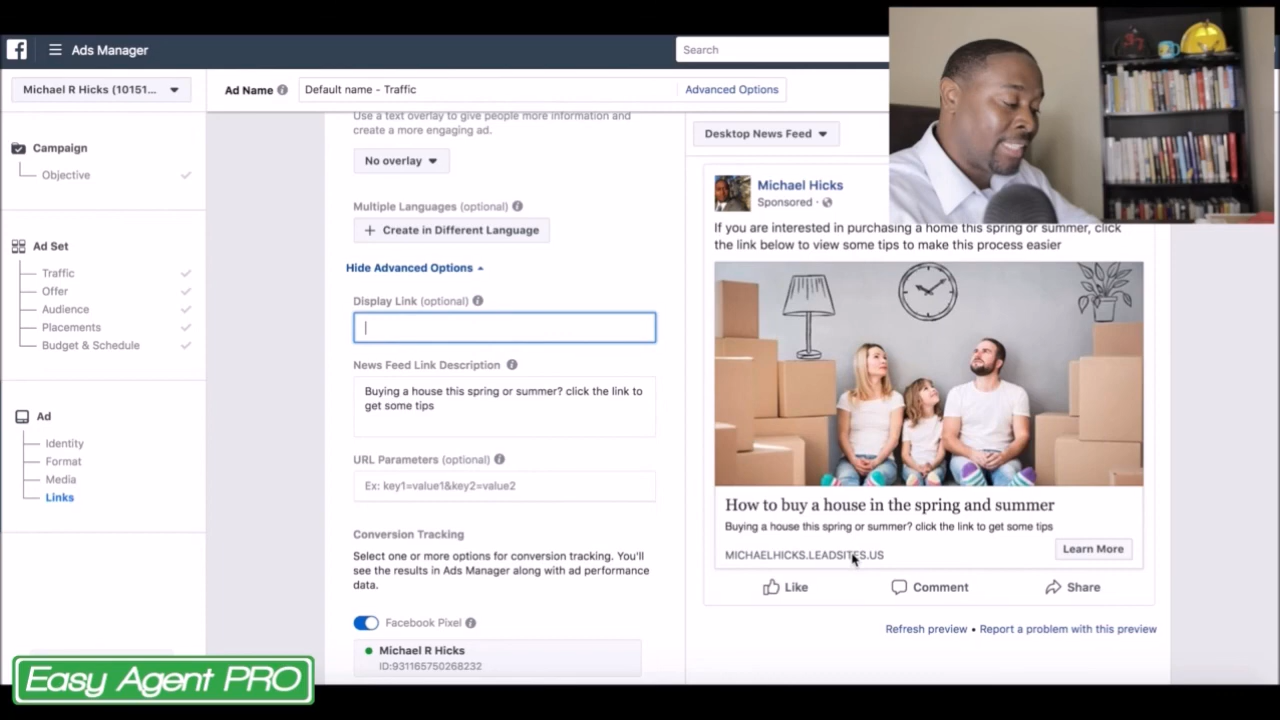 Ads Manager
Search
Michael R Hicks (10151...
Ad Name
Default name - Traffic
Advanced Options
Campaign
Objective
Ad Set
Traffic
Offer
Audience
Placements
Budget & Schedule
Ad
Identity
Format
Media
Links
Use a text overlay to give people more information and
create a more engaging ad.
No overlay
Multiple Languages (optional)
+ Create in Different Language
Hide Advanced Options
Display Link (optional)
News Feed Link Description
Buying a house this spring or summer? click the link to
get some tips
URL Parameters (optional)
Ex: key1=value1&key2=value2
Conversion Tracking
Select one or more options for conversion tracking. You'll
see the results in Ads Manager along with ad performance
data.
Facebook Pixel
Michael R Hicks
ID:931165750268232
Desktop News Feed
Michael Hicks
Sponsored ·
If you are interested in purchasing a home this spring or summer, click
the link below to view some tips to make this process easier
How to buy a house in the spring and summer
Buying a house this spring or summer? click the link to get some tips
MICHAELHICKS.LEADSITES.US
Learn More
Like
Comment
Share
Refresh preview • Report a problem with this preview
Easy Agent PRO